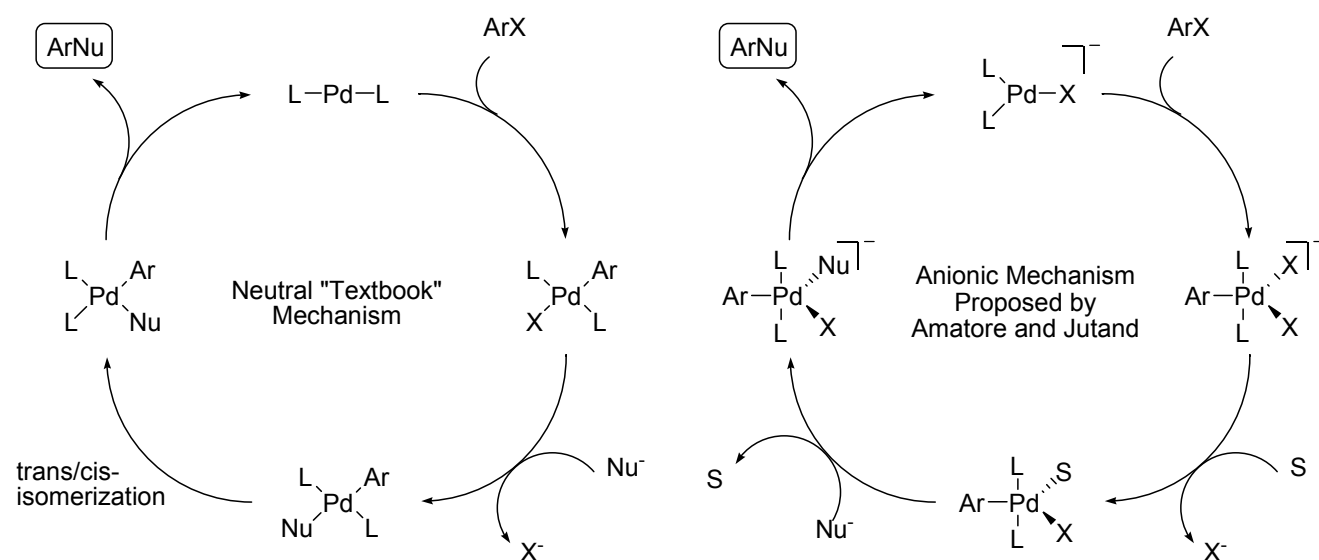 ArNu
ArX
L–Pd–L
L Ar
Pd
L Nu
Neutral "Textbook"
Mechanism
L Ar
Pd
X L
trans/cis-
isomerization
L Ar
Pd
Nu L
Nu-
X-
ArNu
ArX
L
Pd–X
L
–
L
Nu
–
Ar–Pd
X
L
Anionic Mechanism
Proposed by
Amatore and Jutand
L
X
–
Ar–Pd
X
L
S
Nu-
L
S
Ar–Pd
X
L
S
X-